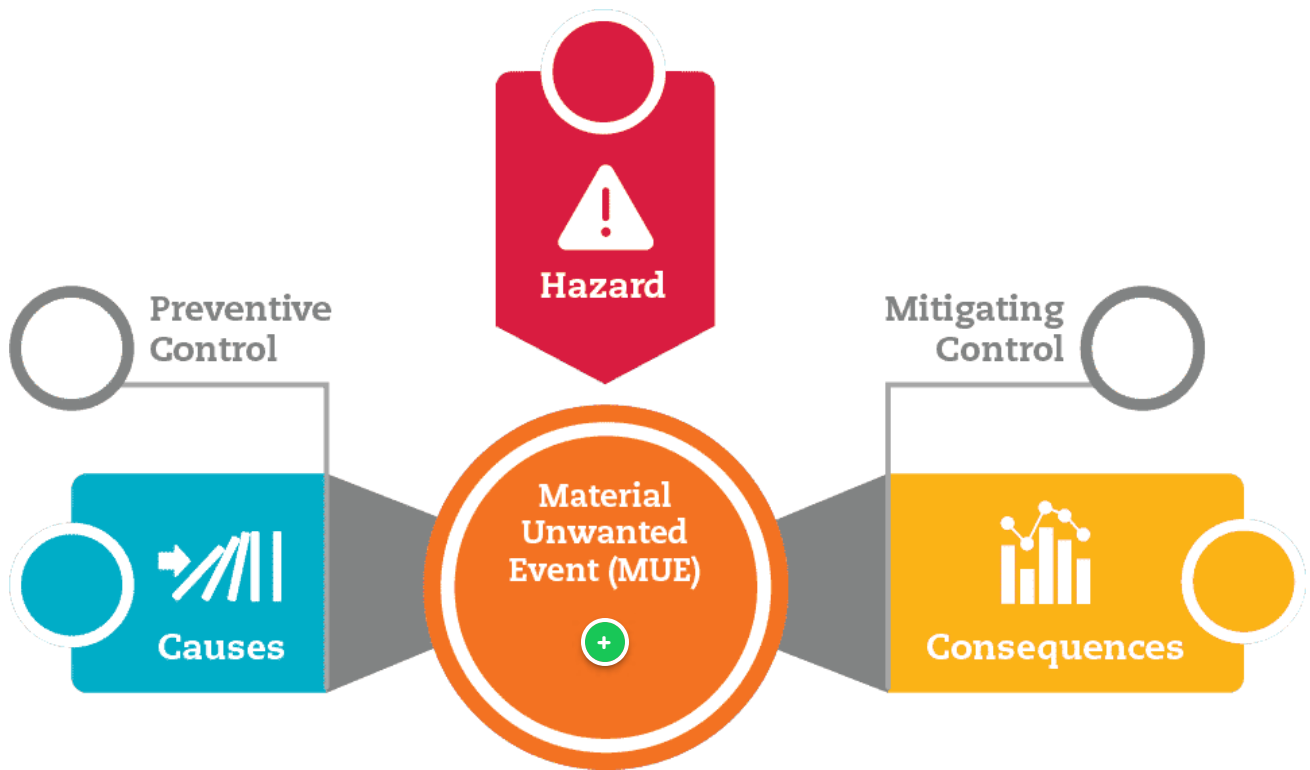 Hazard
Preventive
Control
Mitigating
Control
Material
Unwanted
Event (MUE)
+
Causes
Consequences